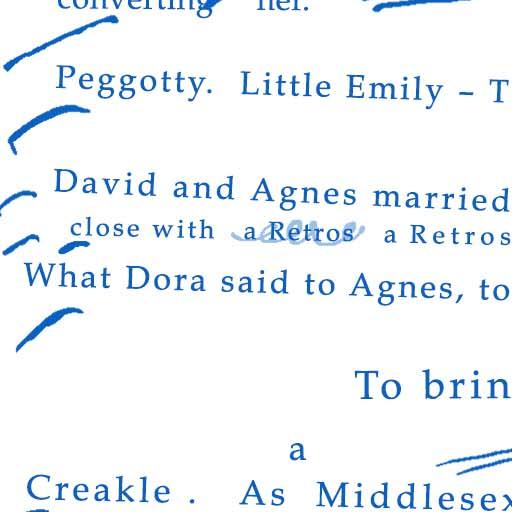 converting her.
Peggotty. Little Emily – T
David and Agnes married
close with a Retros a Retros
What Dora said to Agnes, to
To brin
a
Creakle . As Middlesex